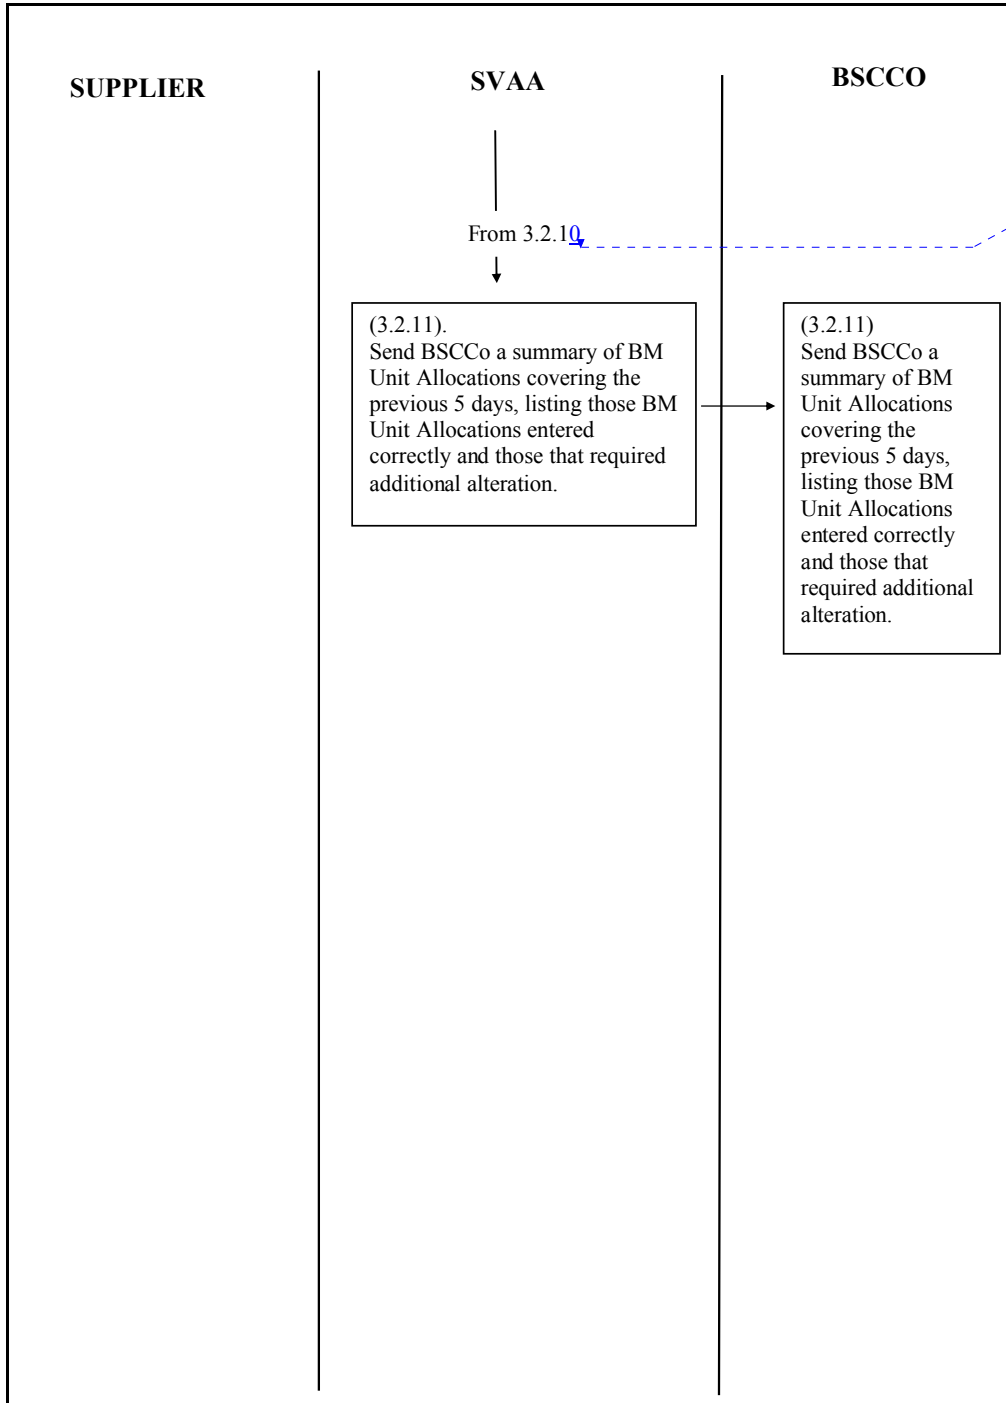 SUPPLIER
SVAA
BSCCO
From 3.2.10
(3.2.11).
Send BSCCo a summary of BM
Unit Allocations covering the
previous 5 days, listing those BM
Unit Allocations entered
correctly and those that required
additional alteration.
(3.2.11)
Send BSCCo a
summary of BM
Unit Allocations
covering the
previous 5 days,
listing those BM
Unit Allocations
entered correctly
and those that
required additional
alteration.